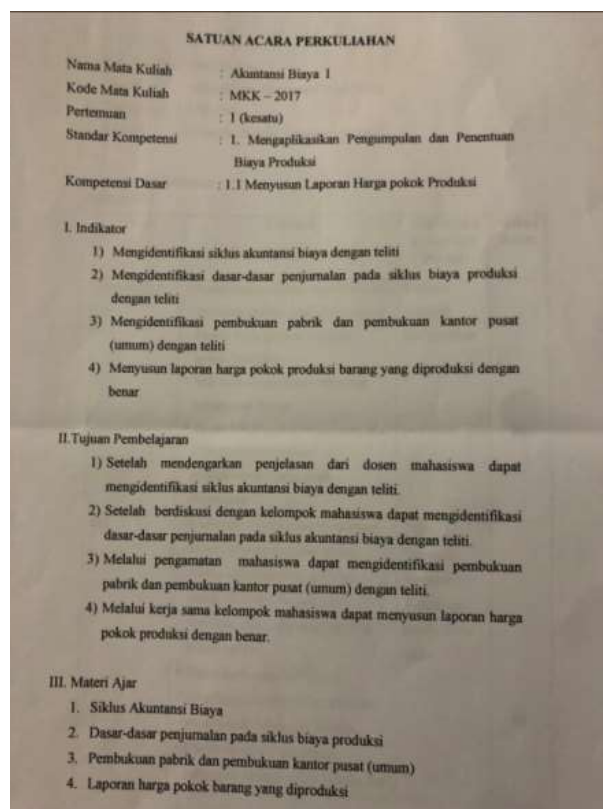 SATUAN ACARA PERKULIAHAN
Nama Mata Kuliah : Akuntansi Biaya 1
Kode Mata Kuliah : MKK – 2017
Pertemuan : 1 (kesatu)
Standar Kompetensi : 1. Mengaplikasikan Pengumpulan dan Penentuan
Biaya Produksi
Kompetensi Dasar : 1.1 Menyusun Laporan Harga pokok Produksi
I. Indikator
1) Mengidentifikasi siklus akuntansi biaya dengan teliti
2) Mengidentifikasi dasar-dasar penjurnalan pada siklus biaya produksi
dengan teliti
3) Mengidentifikasi pembukuan pabrik dan pembukuan kantor pusat
(umum) dengan teliti
4) Menyusun laporan harga pokok produksi barang yang diproduksi dengan
benar
II. Tujuan Pembelajaran
1) Setelah mendengarkan penjelasan dari dosen mahasiswa dapat
mengidentifikasi siklus akuntansi biaya dengan teliti.
2) Setelah berdiskusi dengan kelompok mahasiswa dapat mengidentifikasi
dasar-dasar penjurnalan pada siklus akuntansi biaya dengan teliti.
3) Melalui pengamatan mahasiswa dapat mengidentifikasi pembukuan
pabrik dan pembukuan kantor pusat (umum) dengan teliti.
4) Melalui kerja sama kelompok mahasiswa dapat menyusun laporan harga
pokok produksi dengan benar.
III. Materi Ajar
1. Siklus Akuntansi Biaya
2. Dasar-dasar penjurnalan pada siklus biaya produksi
3. Pembukuan pabrik dan pembukuan kantor pusat (umum)
4. Laporan harga pokok barang yang diproduksi